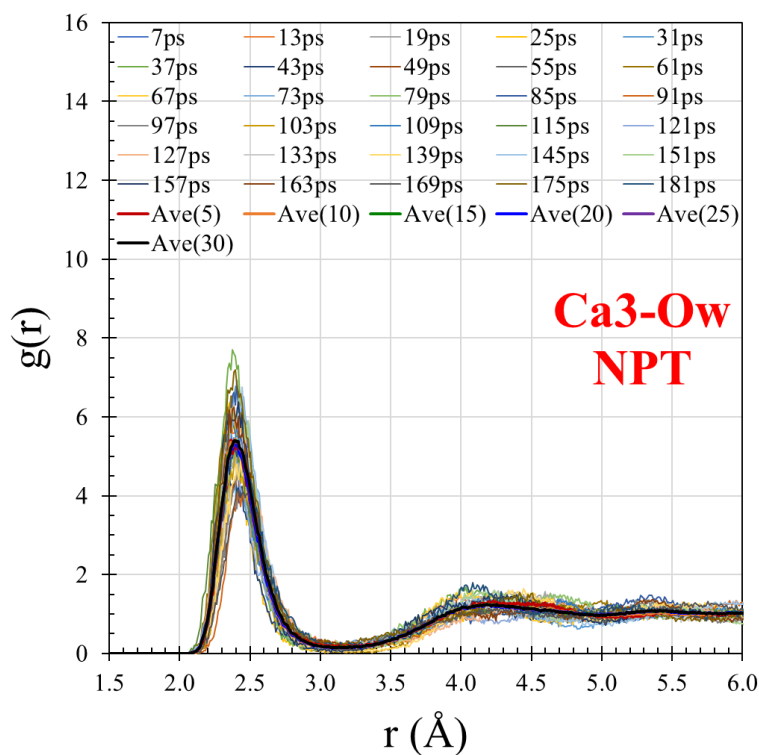 16
14
12
10
8
6
4
2
0
g(r)
7ps 13ps 19ps 25ps 31ps
37ps 43ps 49ps 55ps 61ps
67ps 73ps 79ps 85ps 91ps
97ps 103ps 109ps 115ps 121ps
127ps 133ps 139ps 145ps 151ps
157ps 163ps 169ps 175ps 181ps
Ave(5) Ave(10) Ave(15) Ave(20) Ave(25)
Ave(30)
Ca3-Ow
NPT
1.5 2.0 2.5 3.0 3.5 4.0 4.5 5.0 5.5 6.0
r (Å)